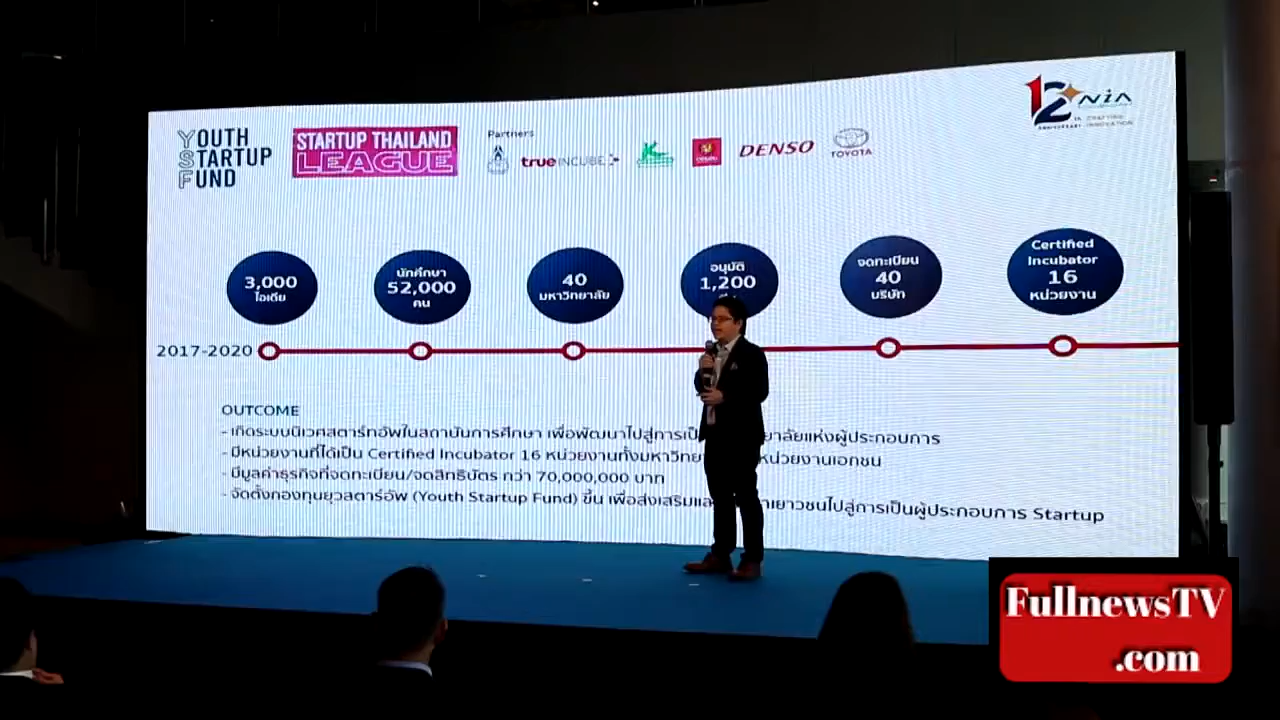 YOUTH
STARTUP
FUND
STARTUP THAILAND
LEAGUE
Partners
true INCUBE
ออมสิน
DENSO
TOYOTA
12 NIA
ANNIVERSARY
3,000
ไอเดีย
นักศึกษา
52,000
คน
40
มหาวิทยาลัย
อนุมัติ
1,200
จดทะเบียน
40
บริษัท
Certified
Incubator
16
หน่วยงาน
2017-2020
OUTCOME
- เกิดระบบนิเวศสตาร์ทอัพในสถาบันการศึกษา เพื่อพัฒนาไปสู่การเป็ ยาลัยแห่งผู้ประกอบการ
- มีหน่วยงานที่ได้เป็น Certified Incubator 16 หน่วยงานทั้งมหาวิทยา หน่วยงานเอกชน
- มีมูลค่าธุรกิจที่จดทะเบียน/จดสิทธิบัตร กว่า 70,000,000 บาท
- จัดตั้งกองทุนยุวสตาร์อัพ (Youth Startup Fund) ขึ้น เพื่อส่งเสริมและ าเยาวชนไปสู่การเป็นผู้ประกอบการ Startup
FullnewsTV
.com